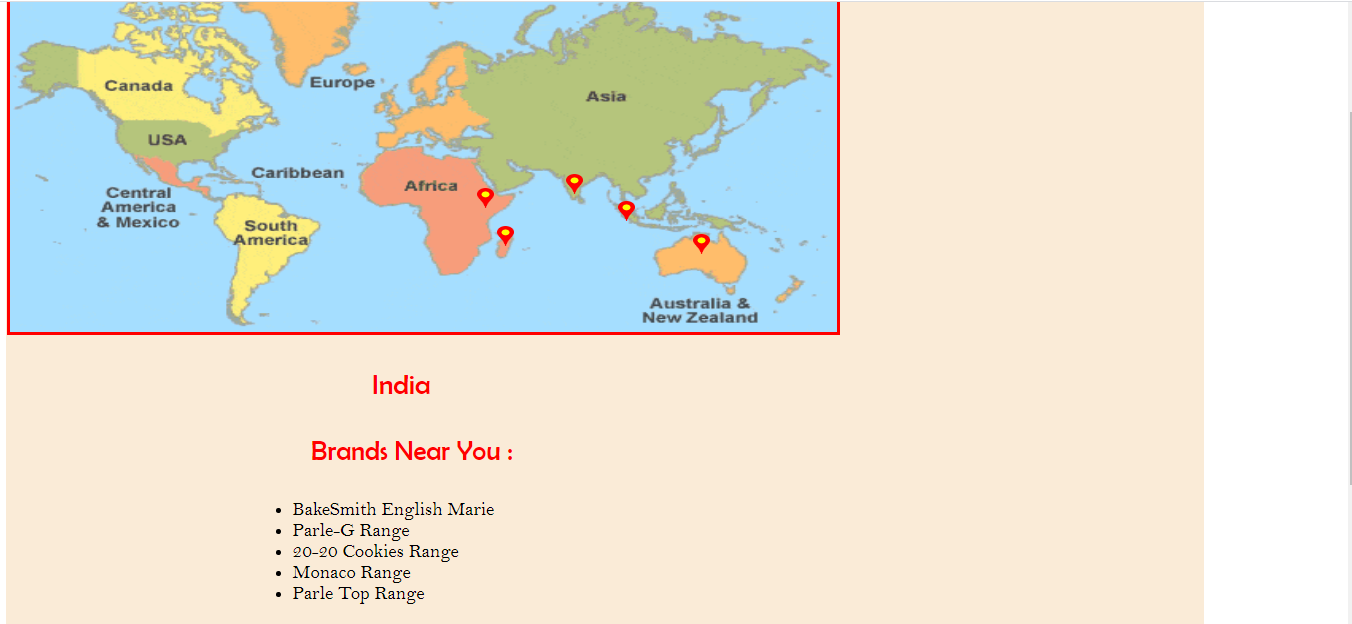 Canada
Europe
Asia
USA
Caribbean
Africa
Central
America
& Mexico
South
America
Australia &
New Zealand
India
Brands Near You :
BakeSmith English Marie
Parle-G Range
20-20 Cookies Range
Monaco Range
Parle Top Range